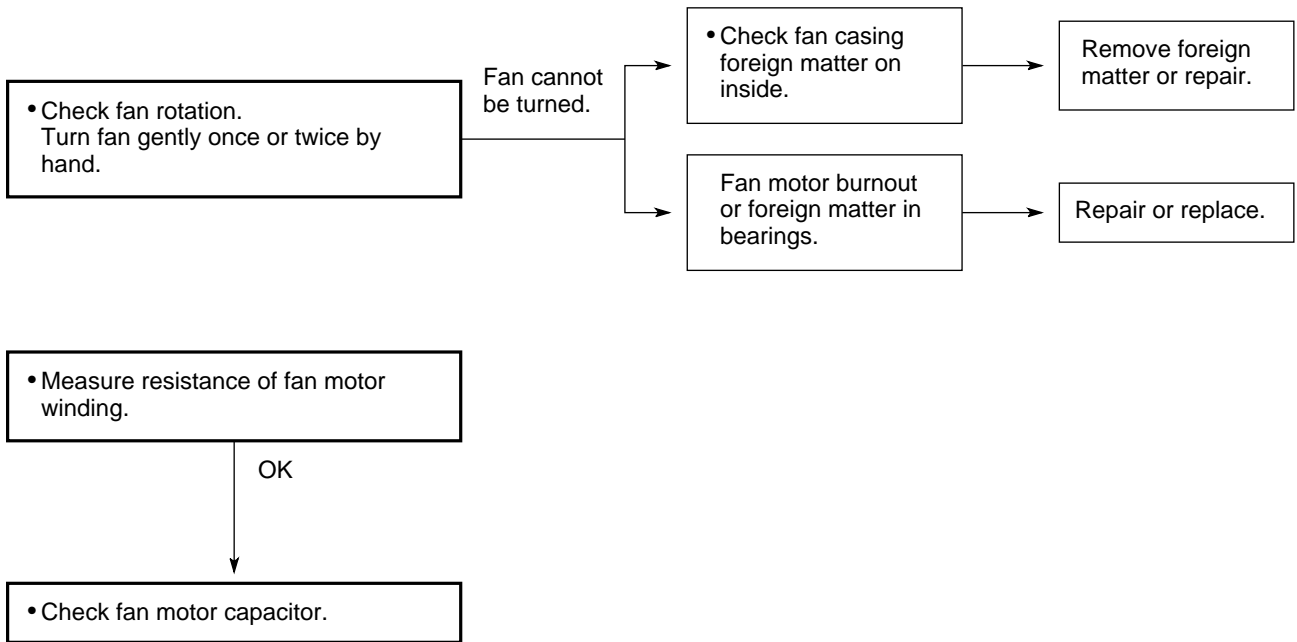 • Check fan rotation.
Turn fan gently once or twice by
hand.
Fan cannot
be turned.
• Check fan casing
foreign matter on
inside.
Remove foreign
matter or repair.
Fan motor burnout
or foreign matter in
bearings.
Repair or replace.
• Measure resistance of fan motor
winding.
OK
• Check fan motor capacitor.